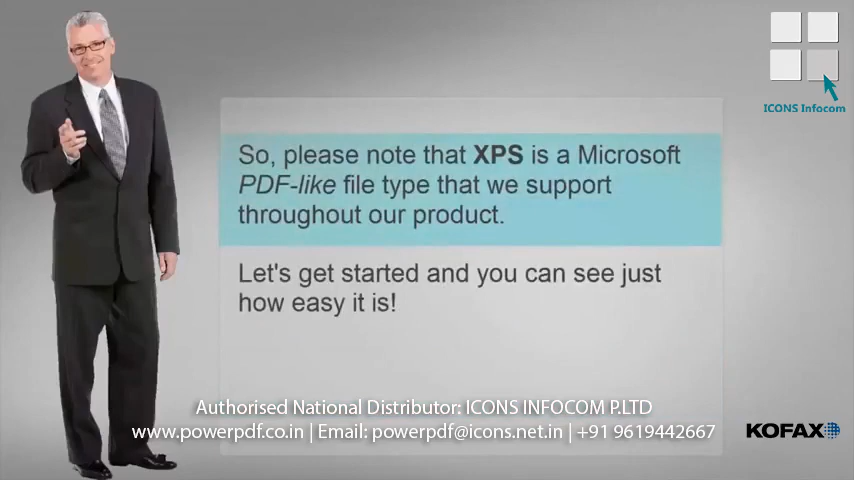 ICONS Infocom
So, please note that XPS is a Microsoft
PDF-like file type that we support
throughout our product.
Let's get started and you can see just
how easy it is!
Authorised National Distributor: ICONS INFOCOM P.LTD
www.powerpdf.co.in | Email: powerpdf@icons.net.in | +91 9619442667
KOFAX